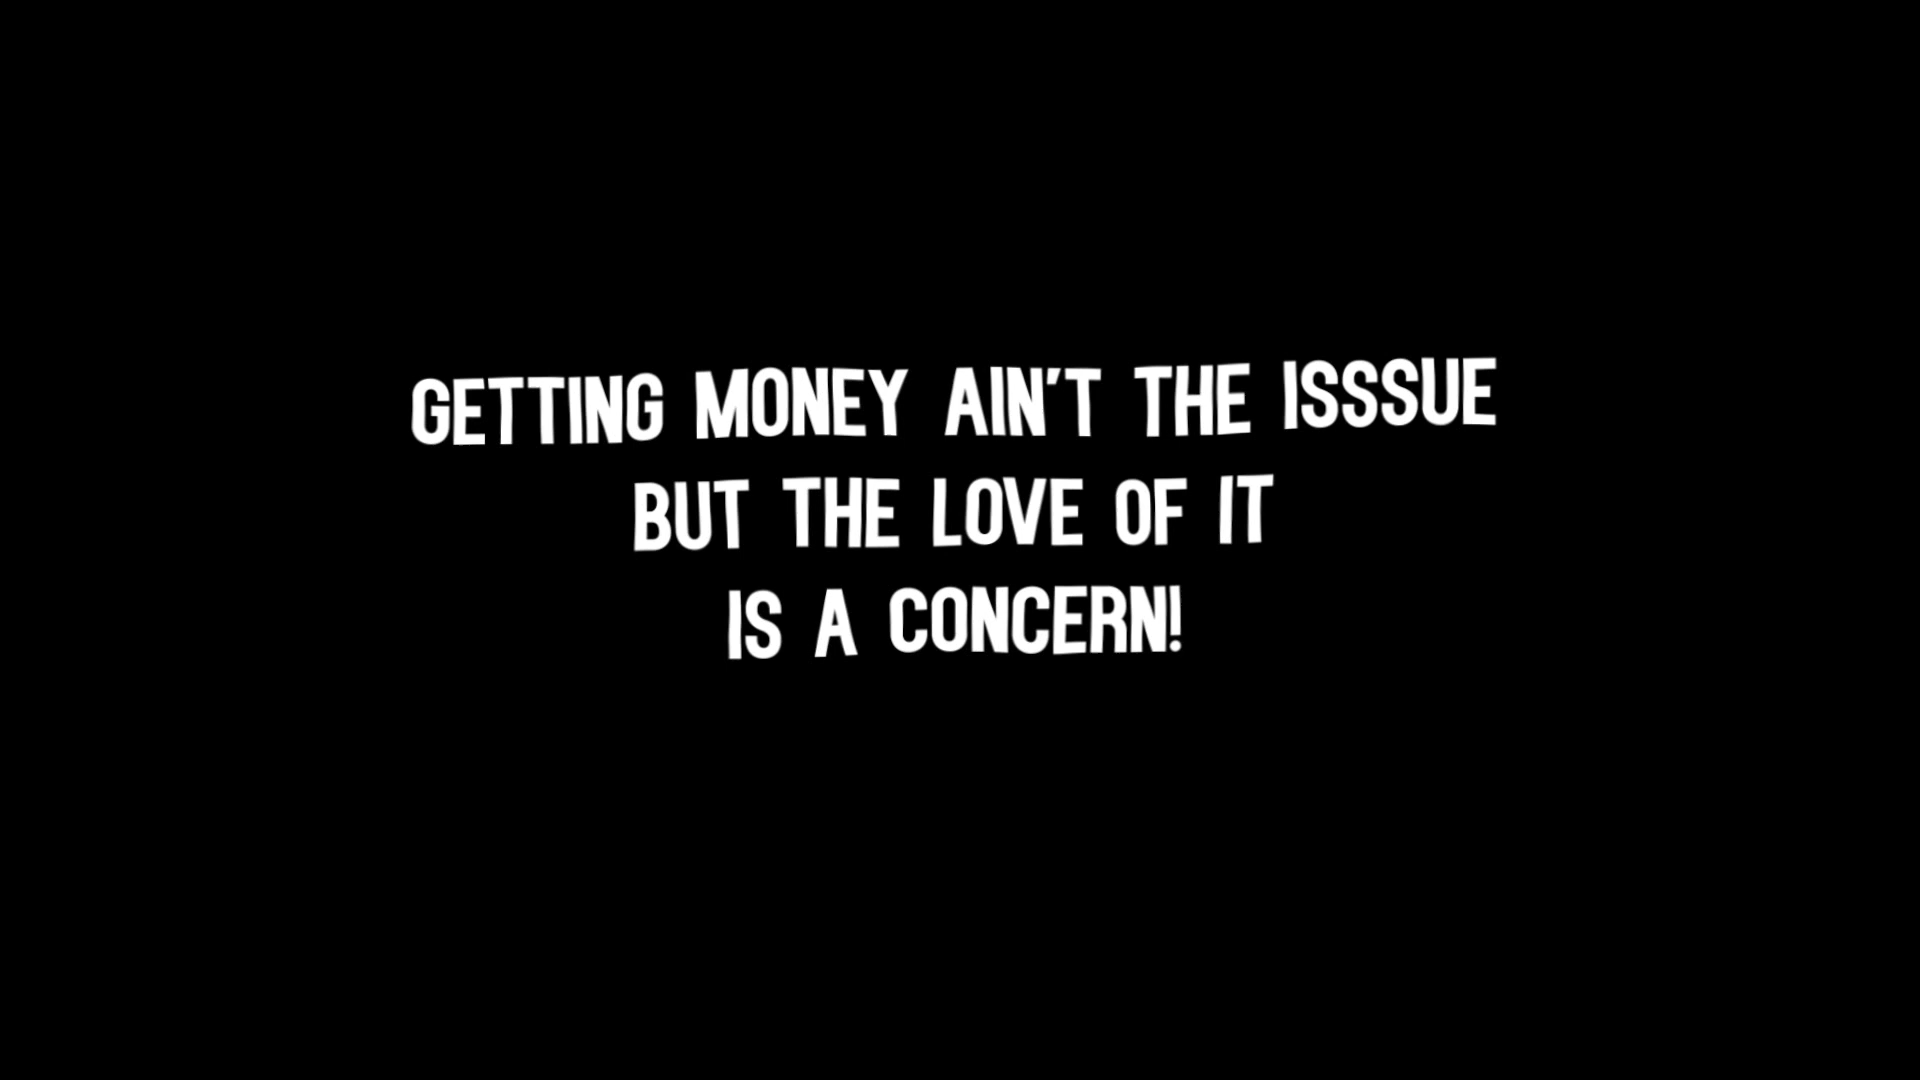 GETTING MONEY AIN'T THE ISSSUE
BUT THE LOVE OF IT
IS A CONCERN!